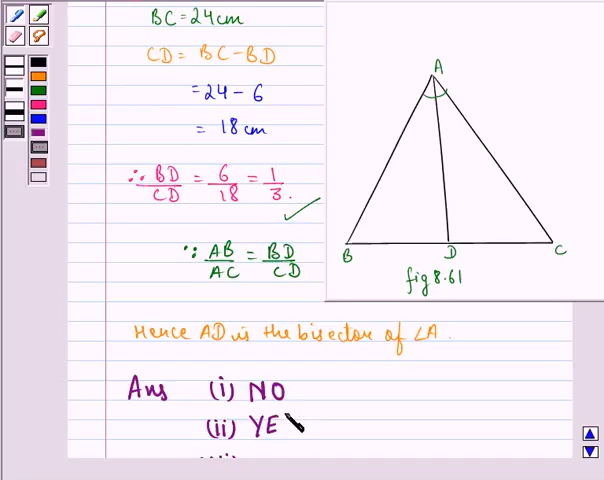 BC = 24cm
CD = BC - BD
= 24 - 6
= 18 cm
∴ BD/CD = 6/18 = 1/3.
∵ AB/AC = BD/CD
Hence AD is the bisector of ∠A.
Ans (i) NO
(ii) YE
A
B
D
C
fig 8.61